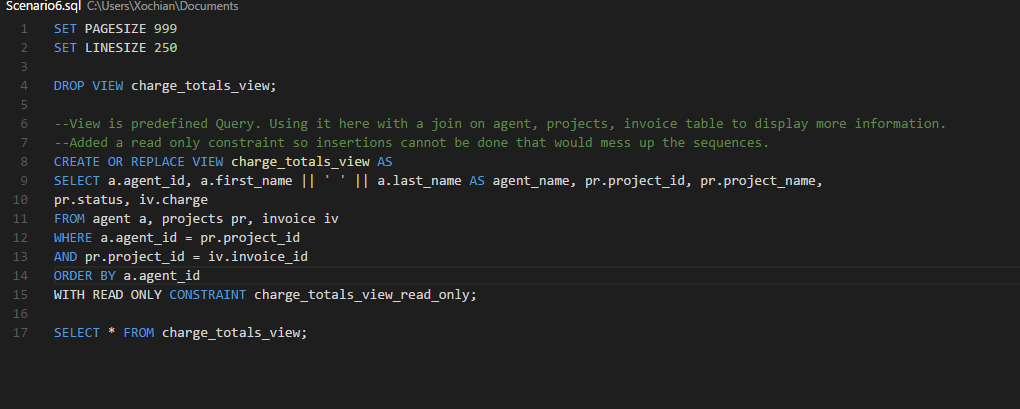 Scenario6.sql C:\Users\Xochian\Documents
1 SET PAGESIZE 999
2 SET LINESIZE 250
3
4 DROP VIEW charge_totals_view;
5
6 --View is predefined Query. Using it here with a join on agent, projects, invoice table to display more information.
7 --Added a read only constraint so insertions cannot be done that would mess up the sequences.
8 CREATE OR REPLACE VIEW charge_totals_view AS
9 SELECT a.agent_id, a.first_name || ' ' || a.last_name AS agent_name, pr.project_id, pr.project_name,
10 pr.status, iv.charge
11 FROM agent a, projects pr, invoice iv
12 WHERE a.agent_id = pr.project_id
13 AND pr.project_id = iv.invoice_id
14 ORDER BY a.agent_id
15 WITH READ ONLY CONSTRAINT charge_totals_view_read_only;
16
17 SELECT * FROM charge_totals_view;